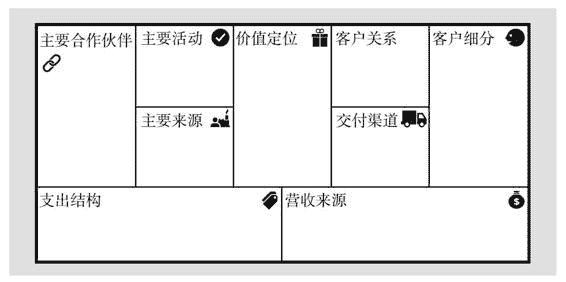 主要合作伙伴
主要活动
价值定位
客户关系
客户细分
主要来源
交付渠道
支出结构
营收来源